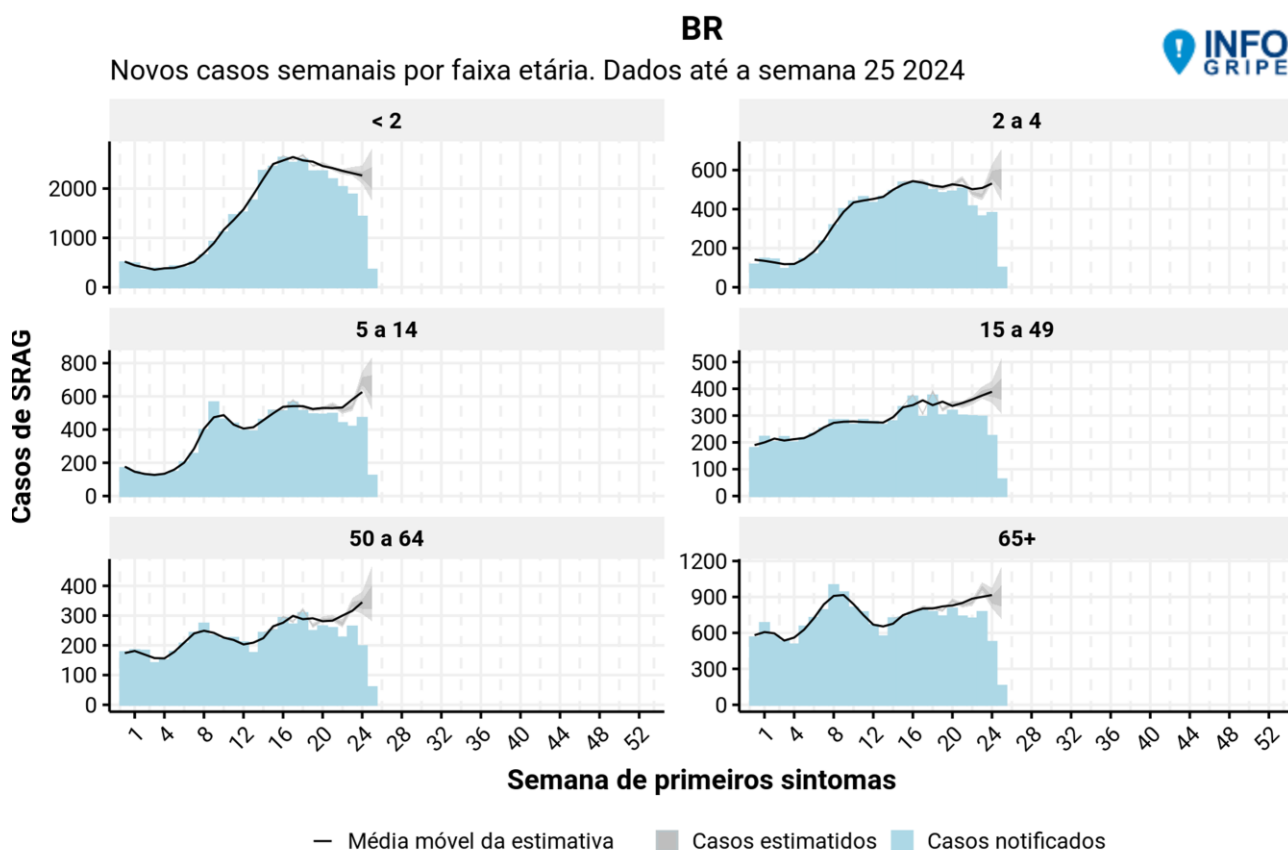 BR
INFO
GRIPE
Novos casos semanais por faixa etária. Dados até a semana 25 2024
< 2
2 a 4
2000
1000
0
600
400
200
0
5 a 14
15 a 49
800
600
400
200
0
500
400
300
200
100
0
Casos de SRAG
50 a 64
65+
400
300
200
100
0
1200
900
600
300
0
1 4 8 12 16 20 24 28 32 36 40 44 48 52
1 4 8 12 16 20 24 28 32 36 40 44 48 52
Semana de primeiros sintomas
Média móvel da estimativa Casos estimatidos Casos notificados